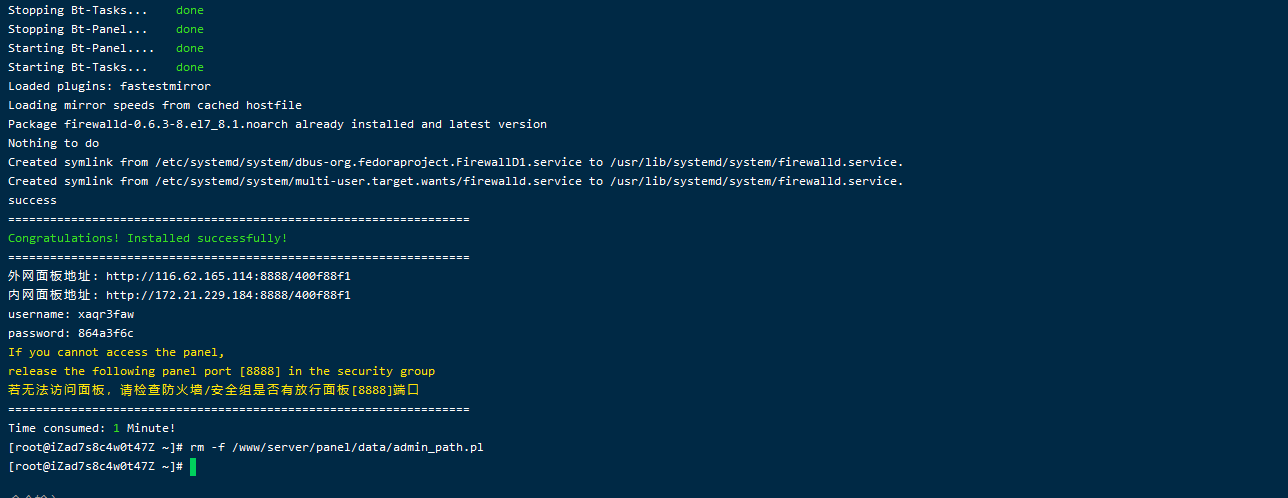 Stopping Bt-Tasks... done
Stopping Bt-Panel... done
Starting Bt-Panel.... done
Starting Bt-Tasks... done
Loaded plugins: fastestmirror
Loading mirror speeds from cached hostfile
Package firewalld-0.6.3-8.el7_8.1.noarch already installed and latest version
Nothing to do
Created symlink from /etc/systemd/system/dbus-org.fedoraproject.FirewallD1.service to /usr/lib/systemd/system/firewalld.service.
Created symlink from /etc/systemd/system/multi-user.target.wants/firewalld.service to /usr/lib/systemd/system/firewalld.service.
success
==================================================================
Congratulations! Installed successfully!
==================================================================
外网面板地址: http://116.62.165.114:8888/400f88f1
内网面板地址: http://172.21.229.184:8888/400f88f1
username: xaqr3faw
password: 864a3f6c
If you cannot access the panel,
release the following panel port [8888] in the security group
若无法访问面板，请检查防火墙/安全组是否有放行面板[8888]端口
==================================================================
Time consumed: 1 Minute!
[root@iZad7s8c4w0t47Z ~]# rm -f /www/server/panel/data/admin_path.pl
[root@iZad7s8c4w0t47Z ~]#